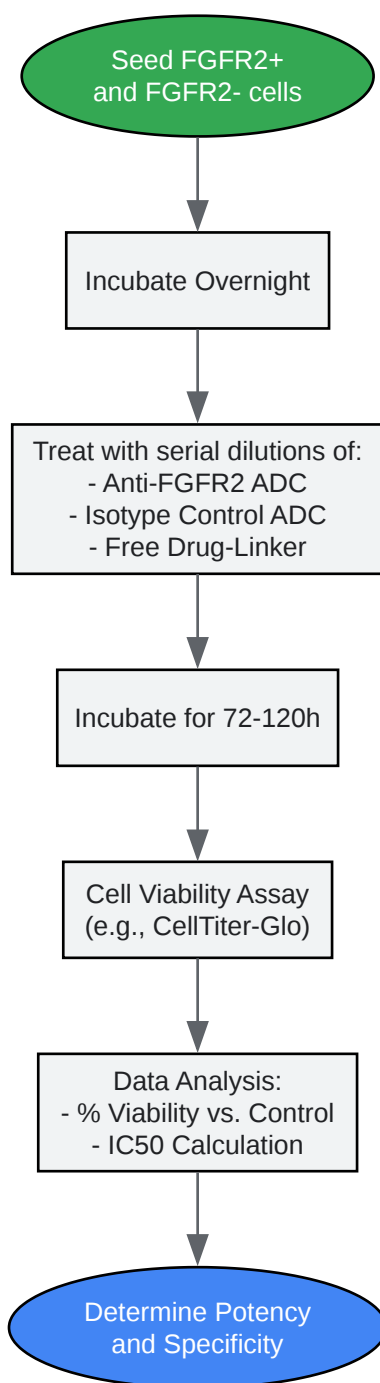 Seed FGFR2+
and FGFR2- cells
Incubate Overnight
Treat with serial dilutions of:
- Anti-FGFR2 ADC
- Isotype Control ADC
- Free Drug-Linker
Incubate for 72-120h
Cell Viability Assay
(e.g., CellTiter-Glo)
Data Analysis:
- % Viability vs. Control
- IC50 Calculation
Determine Potency
and Specificity